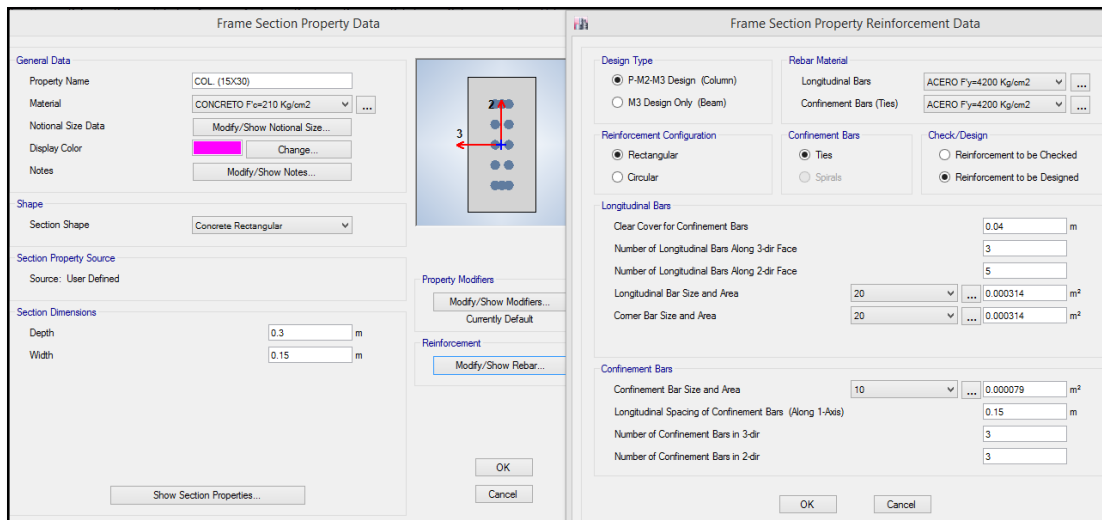 Frame Section Property Data
General Data
Property Name COL. (15X30)
Material CONCRETO F'c=210 Kg/cm2 ...
Notional Size Data Modify/Show Notional Size...
Display Color Change...
Notes Modify/Show Notes...
Shape
Section Shape Concrete Rectangular
Section Property Source
Source: User Defined
Section Dimensions
Depth 0.3 m
Width 0.15 m
Show Section Properties...
2
3
Property Modifiers
Modify/Show Modifiers...
Currently Default
Reinforcement
Modify/Show Rebar...
OK
Cancel
Frame Section Property Reinforcement Data
Design Type
P-M2-M3 Design (Column)
M3 Design Only (Beam)
Rebar Material
Longitudinal Bars ACERO F'y=4200 Kg/cm2 ...
Confinement Bars (Ties) ACERO F'y=4200 Kg/cm2 ...
Reinforcement Configuration
Rectangular
Circular
Confinement Bars
Ties
Spirals
Check/Design
Reinforcement to be Checked
Reinforcement to be Designed
Longitudinal Bars
Clear Cover for Confinement Bars 0.04 m
Number of Longitudinal Bars Along 3-dir Face 3
Number of Longitudinal Bars Along 2-dir Face 5
Longitudinal Bar Size and Area 20 ... 0.000314 m²
Corner Bar Size and Area 20 ... 0.000314 m²
Confinement Bars
Confinement Bar Size and Area 10 ... 0.000079 m²
Longitudinal Spacing of Confinement Bars (Along 1-Axis) 0.15 m
Number of Confinement Bars in 3-dir 3
Number of Confinement Bars in 2-dir 3
OK Cancel